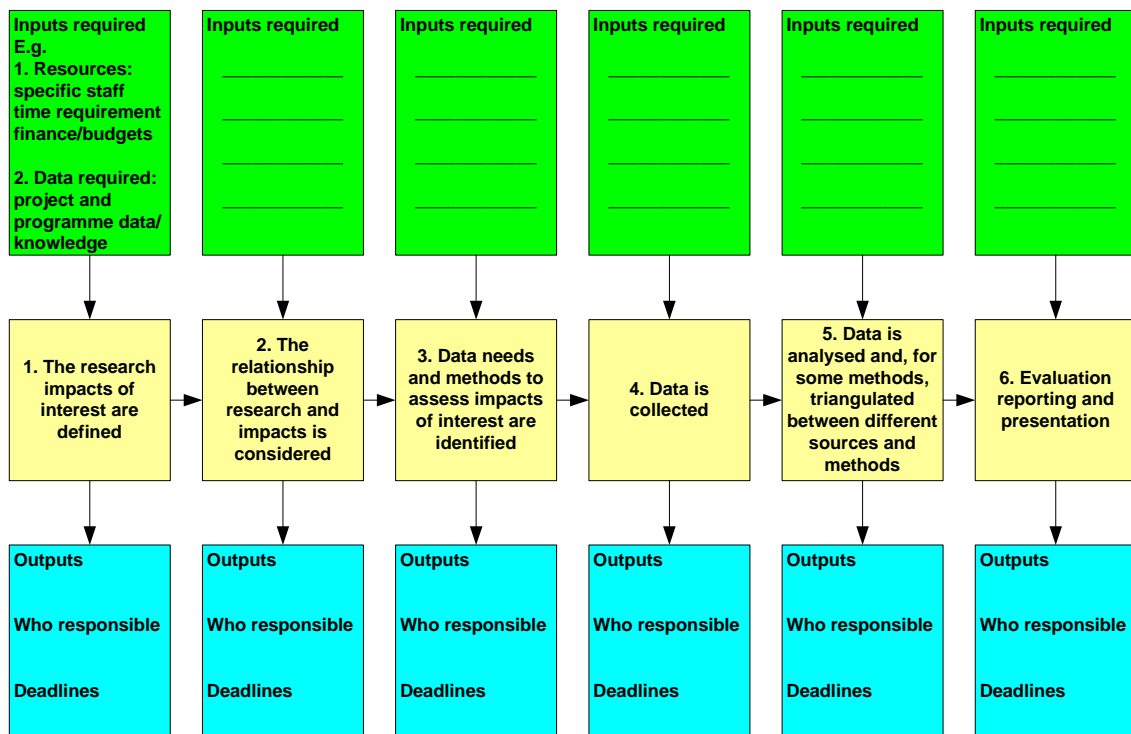 Inputs required
E.g.
1. Resources:
specific staff
time requirement
finance/budgets
2. Data required:
project and
programme data/
knowledge
Inputs required
Inputs required
Inputs required
Inputs required
Inputs required
1. The research
impacts of
interest are
defined
2. The
relationship
between
research and
impacts is
considered
3. Data needs
and methods to
assess impacts
of interest are
identified
4. Data is
collected
5. Data is
analysed and, for
some methods,
triangulated
between different
sources and
methods
6. Evaluation
reporting and
presentation
Outputs
Who responsible
Deadlines
Outputs
Who responsible
Deadlines
Outputs
Who responsible
Deadlines
Outputs
Who responsible
Deadlines
Outputs
Who responsible
Deadlines
Outputs
Who responsible
Deadlines